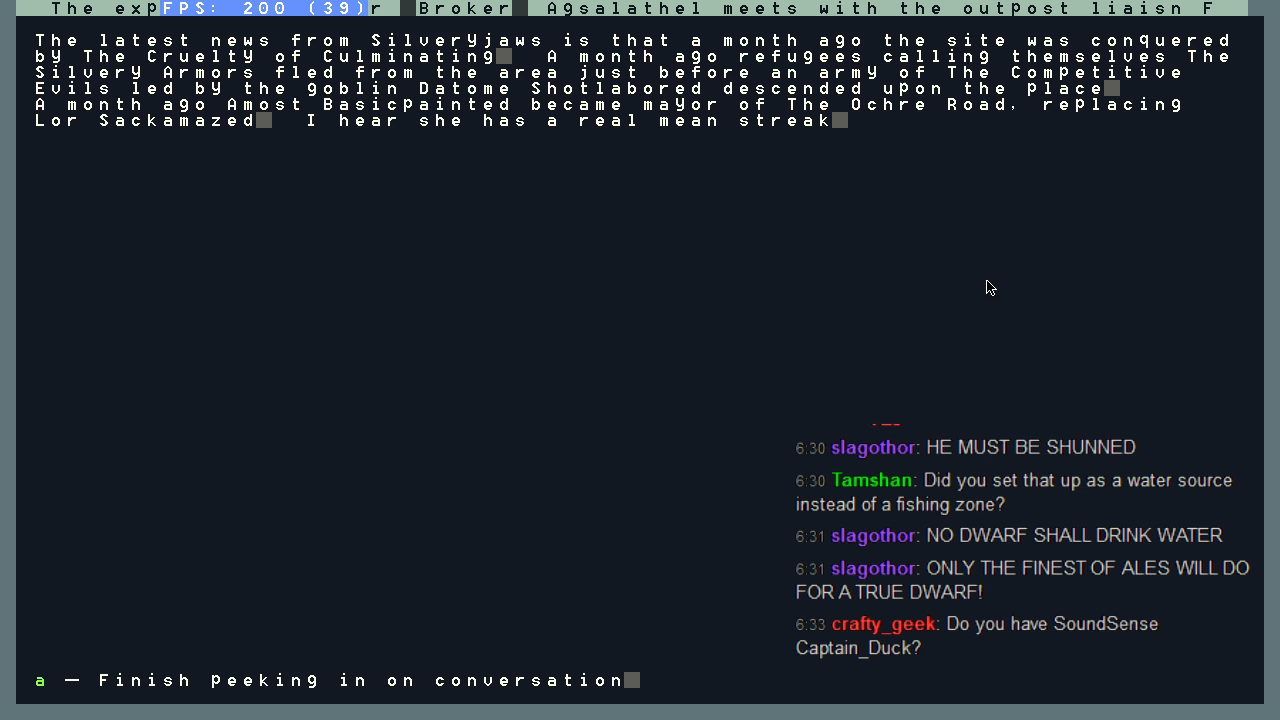 The exp FPS: 200 (39) r Broker Agsalathel meets with the outpost liaisn F
The latest news from Silveryjaws is that a month ago the site was conquered
by The Cruelty of Culminating A month ago refugees calling themselves The
Silvery Armors fled from the area just before an army of The Competitive
Evils led by the goblin Datome Shotlabored descended upon the place
A month ago Amost Basicpainted became mayor of The Ochre Road, replacing
Lor Sackamazed I hear she has a real mean streak
6:30 slagothor: HE MUST BE SHUNNED
6:30 Tamshan: Did you set that up as a water source
instead of a fishing zone?
6:31 slagothor: NO DWARF SHALL DRINK WATER
6:31 slagothor: ONLY THE FINEST OF ALES WILL DO
FOR A TRUE DWARF!
6:33 crafty_geek: Do you have SoundSense
Captain_Duck?
a — Finish peeking in on conversation